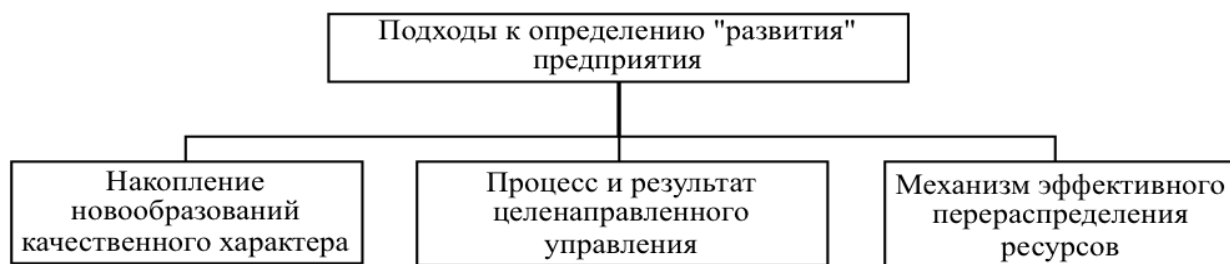 Подходы к определению "развития"
предприятия
Накопление
новообразований
качественного характера
Процесс и результат
целенаправленного
управления
Механизм эффективного
перераспределения
ресурсов